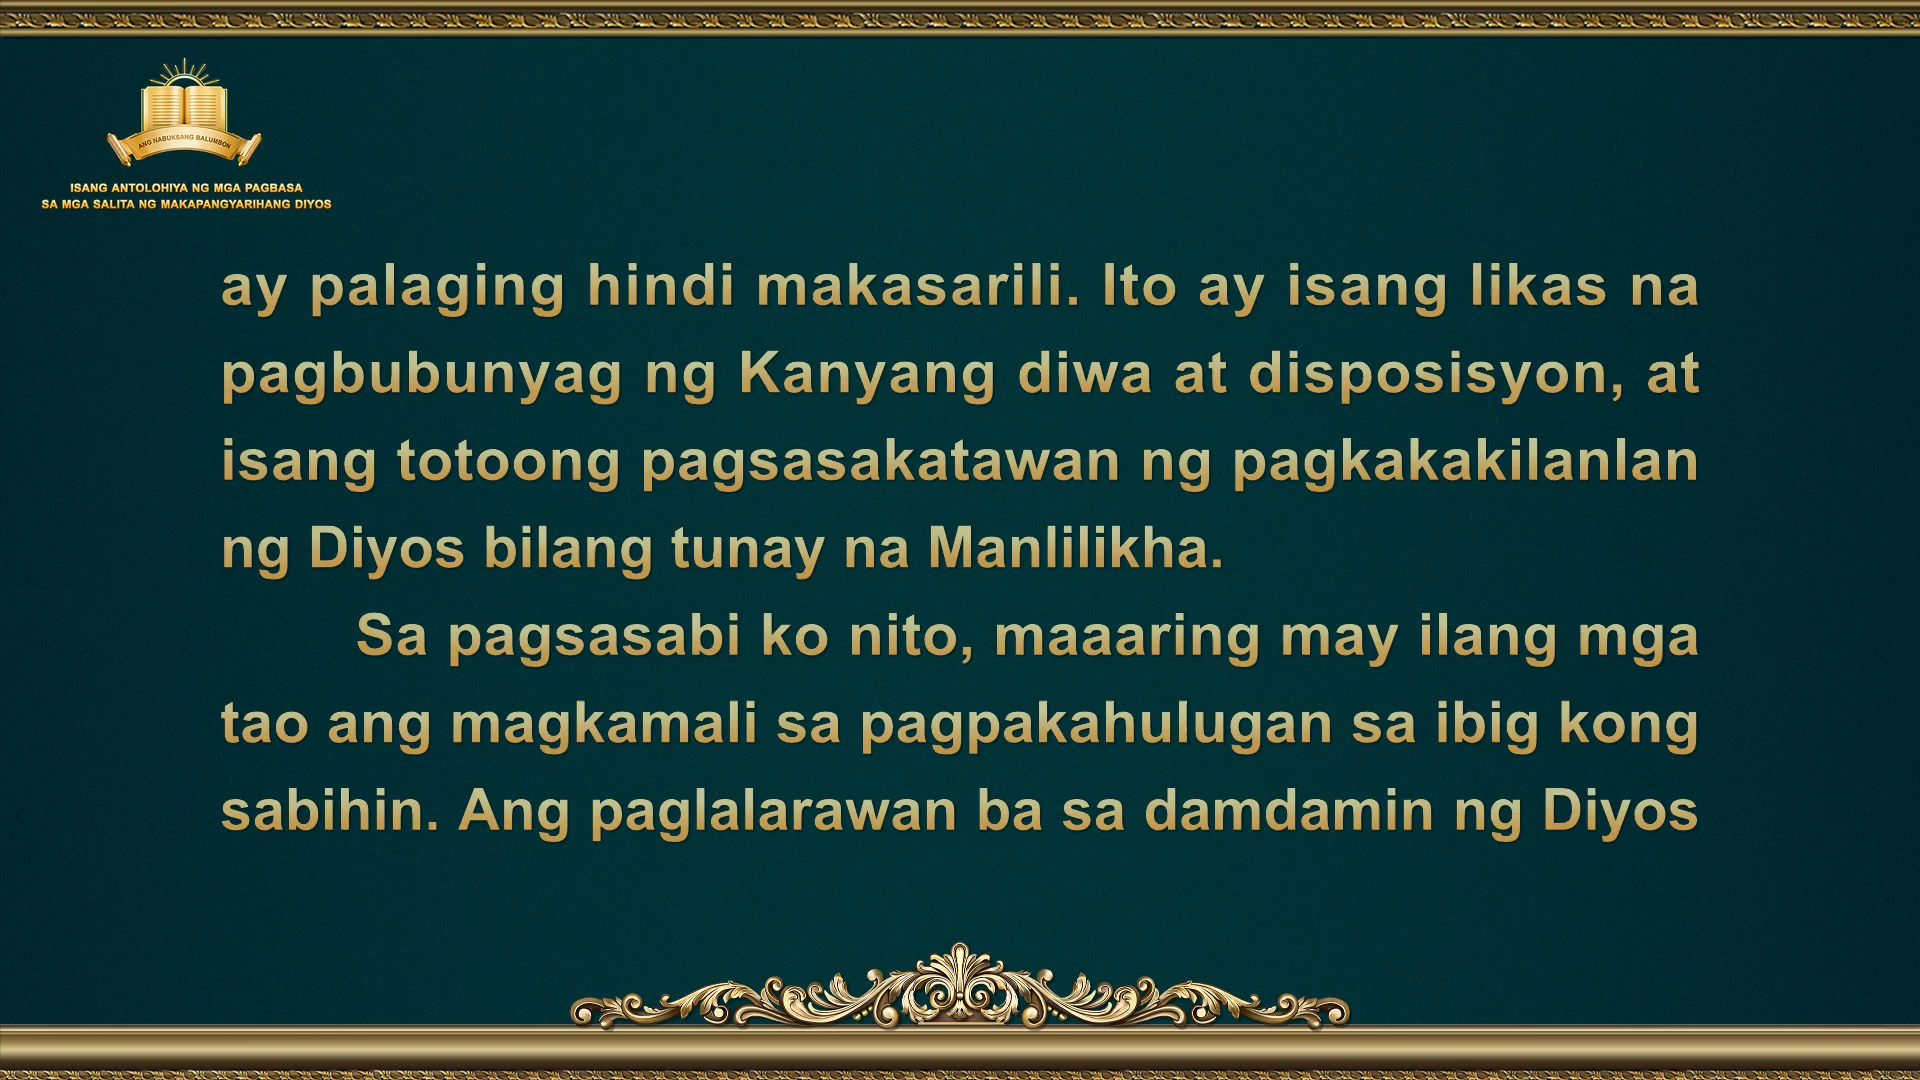 ANG NABUKSANG BALUMBON
ISANG ANTOLOHIYA NG MGA PAGBASA
SA MGA SALITA NG MAKAPANGYARIHANG DIYOS
ay palaging hindi makasarili. Ito ay isang likas na
pagbubunyag ng Kanyang diwa at disposisyon, at
isang totoong pagsasakatawan ng pagkakakilanlan
ng Diyos bilang tunay na Manlilikha.
Sa pagsasabi ko nito, maaaring may ilang mga
tao ang magkamali sa pagpakahulugan sa ibig kong
sabihin. Ang paglalarawan ba sa damdamin ng Diyos